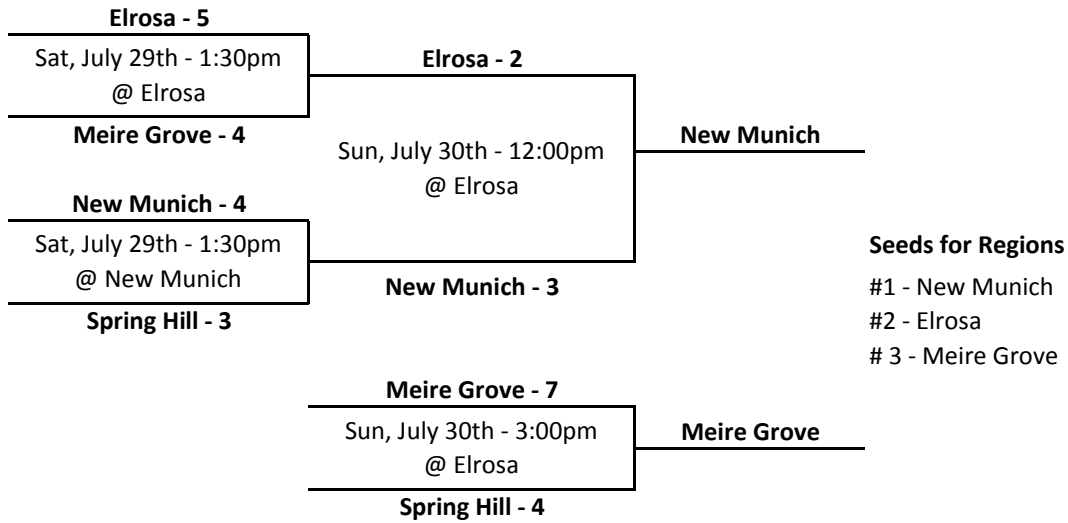 Elrosa - 5
Sat, July 29th - 1:30pm
@ Elrosa
Meire Grove - 4
Elrosa - 2
Sun, July 30th - 12:00pm
@ Elrosa
New Munich
New Munich - 4
Sat, July 29th - 1:30pm
@ New Munich
Spring Hill - 3
New Munich - 3
Seeds for Regions
#1 - New Munich
#2 - Elrosa
# 3 - Meire Grove
Meire Grove - 7
Sun, July 30th - 3:00pm
@ Elrosa
Spring Hill - 4
Meire Grove